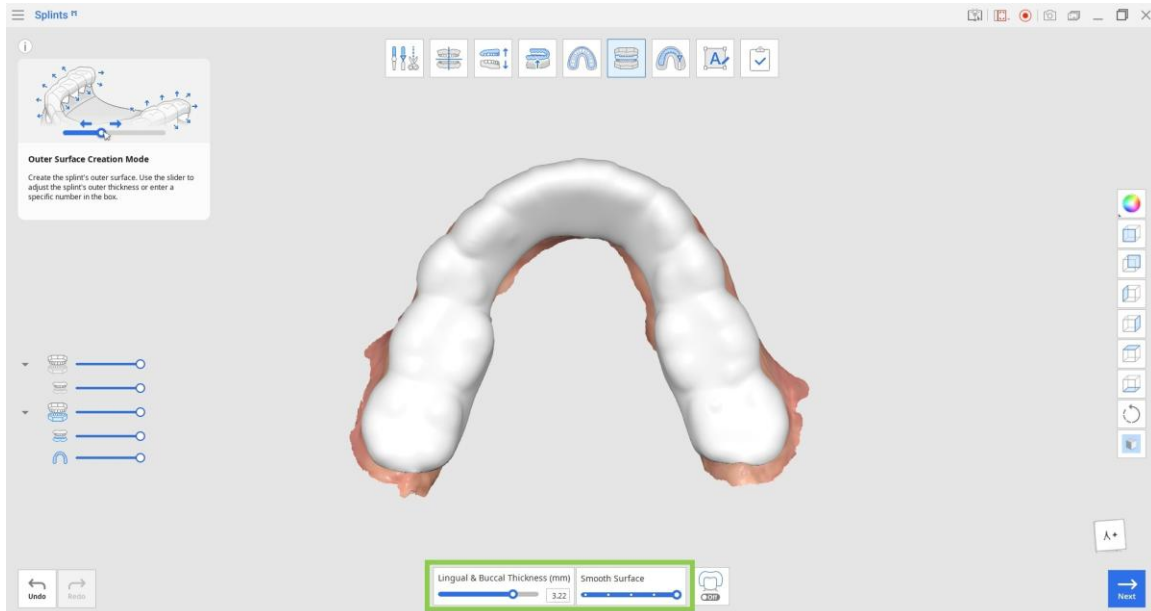 Splints
Outer Surface Creation Mode
Create the splint's outer surface. Use the slider to
adjust the splint's outer thickness or enter a
specific number in the box.
Lingual & Buccal Thickness (mm)
3.22
Smooth Surface
Off
Undo
Redo
Next